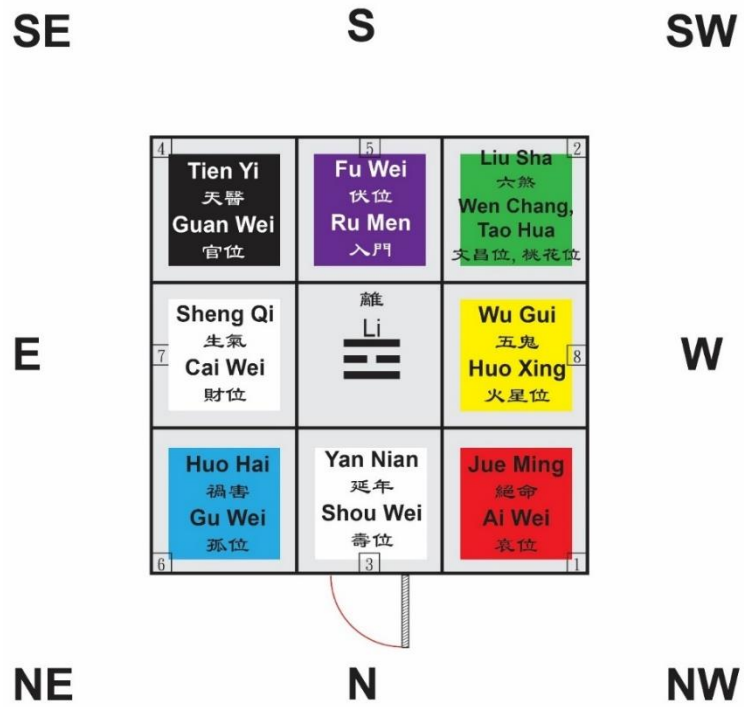 SE
S
SW
4
Tien Yi
天醫
Guan Wei
官位
5
Fu Wei
伏位
Ru Men
入門
2
Liu Sha
六煞
Wen Chang,
Tao Hua
文昌位, 桃花位
E
7
Sheng Qi
生氣
Cai Wei
財位
離
Li
8
Wu Gui
五鬼
Huo Xing
火星位
W
6
Huo Hai
禍害
Gu Wei
孤位
3
Yan Nian
延年
Shou Wei
壽位
1
Jue Ming
絕命
Ai Wei
哀位
NE
N
NW